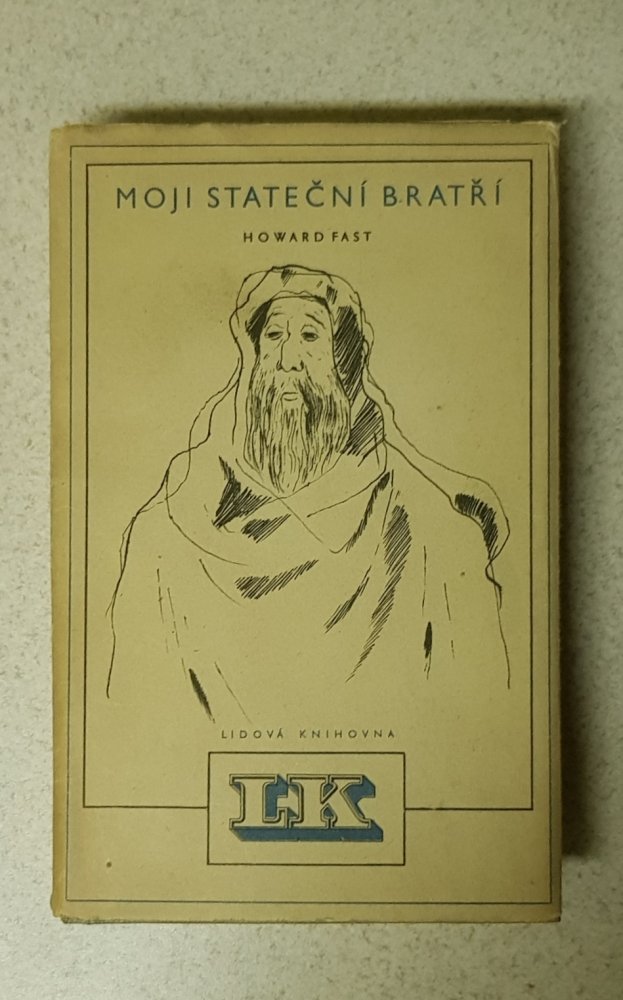 MOJI STATEČNÍ BRATŘÍ
HOWARD FAST
LIDOVÁ KNIHOVNA
LK